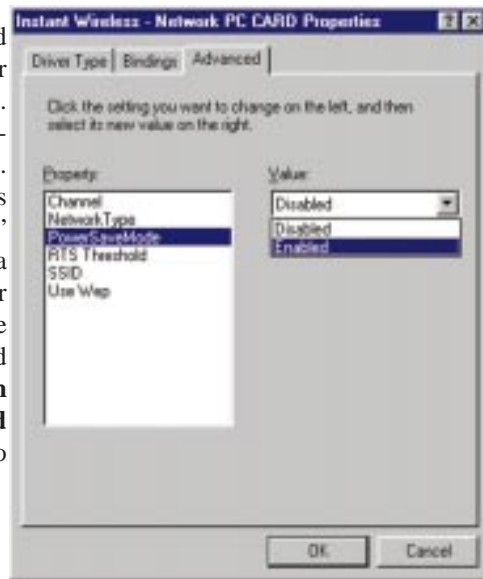 Instant Wireless - Network PC CARD Properties
Driver Type Bindings Advanced
Click the setting you want to change on the left, and then
select its new value on the right.
Property:
Value:
Channel
NetworkType
PowerSaveMode
RTS Threshold
SSID
Use Wep
Disabled
Disabled
Enabled
OK
Cancel